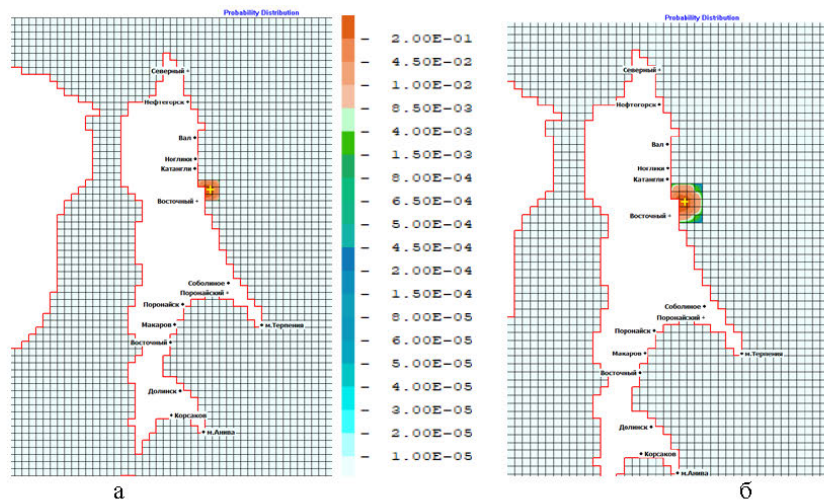 Probability Distribution
Северный
Нефтегорск
Вал
Ноглики
Катангли
Восточный
Соболиное
Поронайский
Поронайск
Макаров
м.Терпения
Восточный
Долинск
Корсаков
м.Анива
а
2.00E-01
4.50E-02
1.00E-02
8.50E-03
4.00E-03
1.50E-03
8.00E-04
6.50E-04
5.00E-04
4.50E-04
2.00E-04
1.50E-04
8.00E-05
6.00E-05
5.00E-05
4.00E-05
3.00E-05
2.00E-05
1.00E-05
Probability Distribution
Северный
Нефтегорск
Вал
Ноглики
Катангли
Восточный
Соболиное
Поронайский
Поронайск
Макаров
м.Терпения
Восточный
Долинск
Корсаков
м.Анива
б